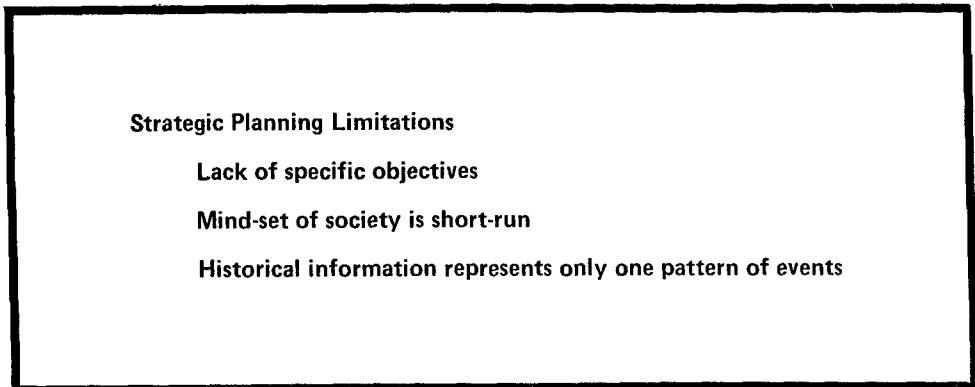 Strategic Planning Limitations
Lack of specific objectives
Mind-set of society is short-run
Historical information represents only one pattern of events